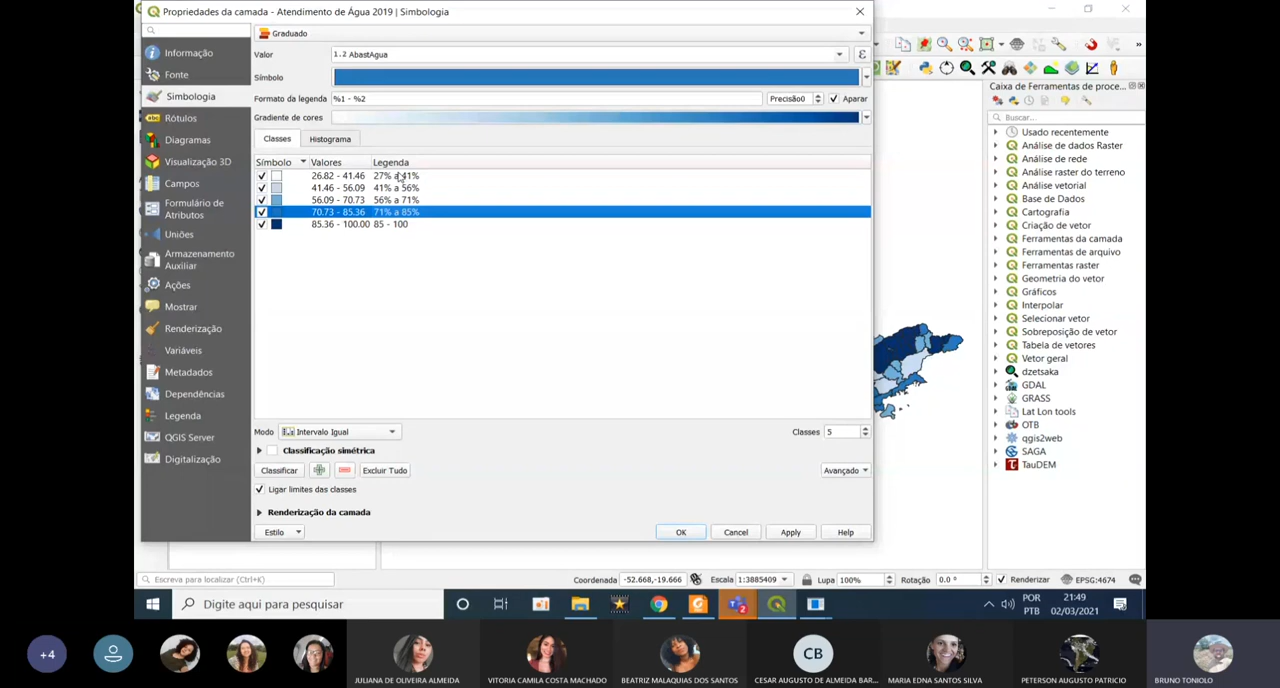 Propriedades da camada - Atendimento de Água 2019 | Simbologia
Graduado
Informação
Fonte
Simbologia
Rótulos
Diagramas
Visualização 3D
Campos
Formulário de
Atributos
Uniões
Armazenamento
Auxiliar
Ações
Mostrar
Renderização
Variáveis
Metadados
Dependências
Legenda
QGIS Server
Digitalização
Valor 1.2 AbastAgua
Símbolo
Formato da legenda %1 - %2 Precisão0 Aparar
Gradiente de cores
Classes Histograma
Símbolo Valores Legenda
26.82 - 41.46 27% a 41%
41.46 - 56.09 41% a 56%
56.09 - 70.73 56% a 71%
70.73 - 85.36 71% a 85%
85.36 - 100.00 85 - 100
Modo Intervalo Igual Classes 5
Classificação simétrica
Classificar Excluir Tudo Avançado
Ligar limites das classes
Renderização da camada
Estilo OK Cancel Apply Help
Caixa de Ferramentas de proce...
Buscar...
Usado recentemente
Análise de dados Raster
Análise de rede
Análise raster do terreno
Análise vetorial
Base de Dados
Cartografia
Criação de vetor
Ferramentas da camada
Ferramentas de arquivo
Ferramentas raster
Geometria do vetor
Gráficos
Interpolar
Selecionar vetor
Sobreposição de vetor
Tabela de vetores
Vetor geral
dzetsaka
GDAL
GRASS
Lat Lon tools
OTB
qgis2web
SAGA
TauDEM
Escreva para localizar (Ctrl+K) Coordenada -52.668,-19.666 Escala 1:3885409 Lupa 100% Rotação 0.0 ° Renderizar EPSG:4674
Digite aqui para pesquisar
POR
PTB
21:49
02/03/2021
+4
CB
JULIANA DE OLIVEIRA ALMEIDA
VITORIA CAMILA COSTA MACHADO
BEATRIZ MALAQUIAS DOS SANTOS
CESAR AUGUSTO DE ALMEIDA BAR...
MARIA EDNA SANTOS SILVA
PETERSON AUGUSTO PATRICIO
BRUNO TONIOLO